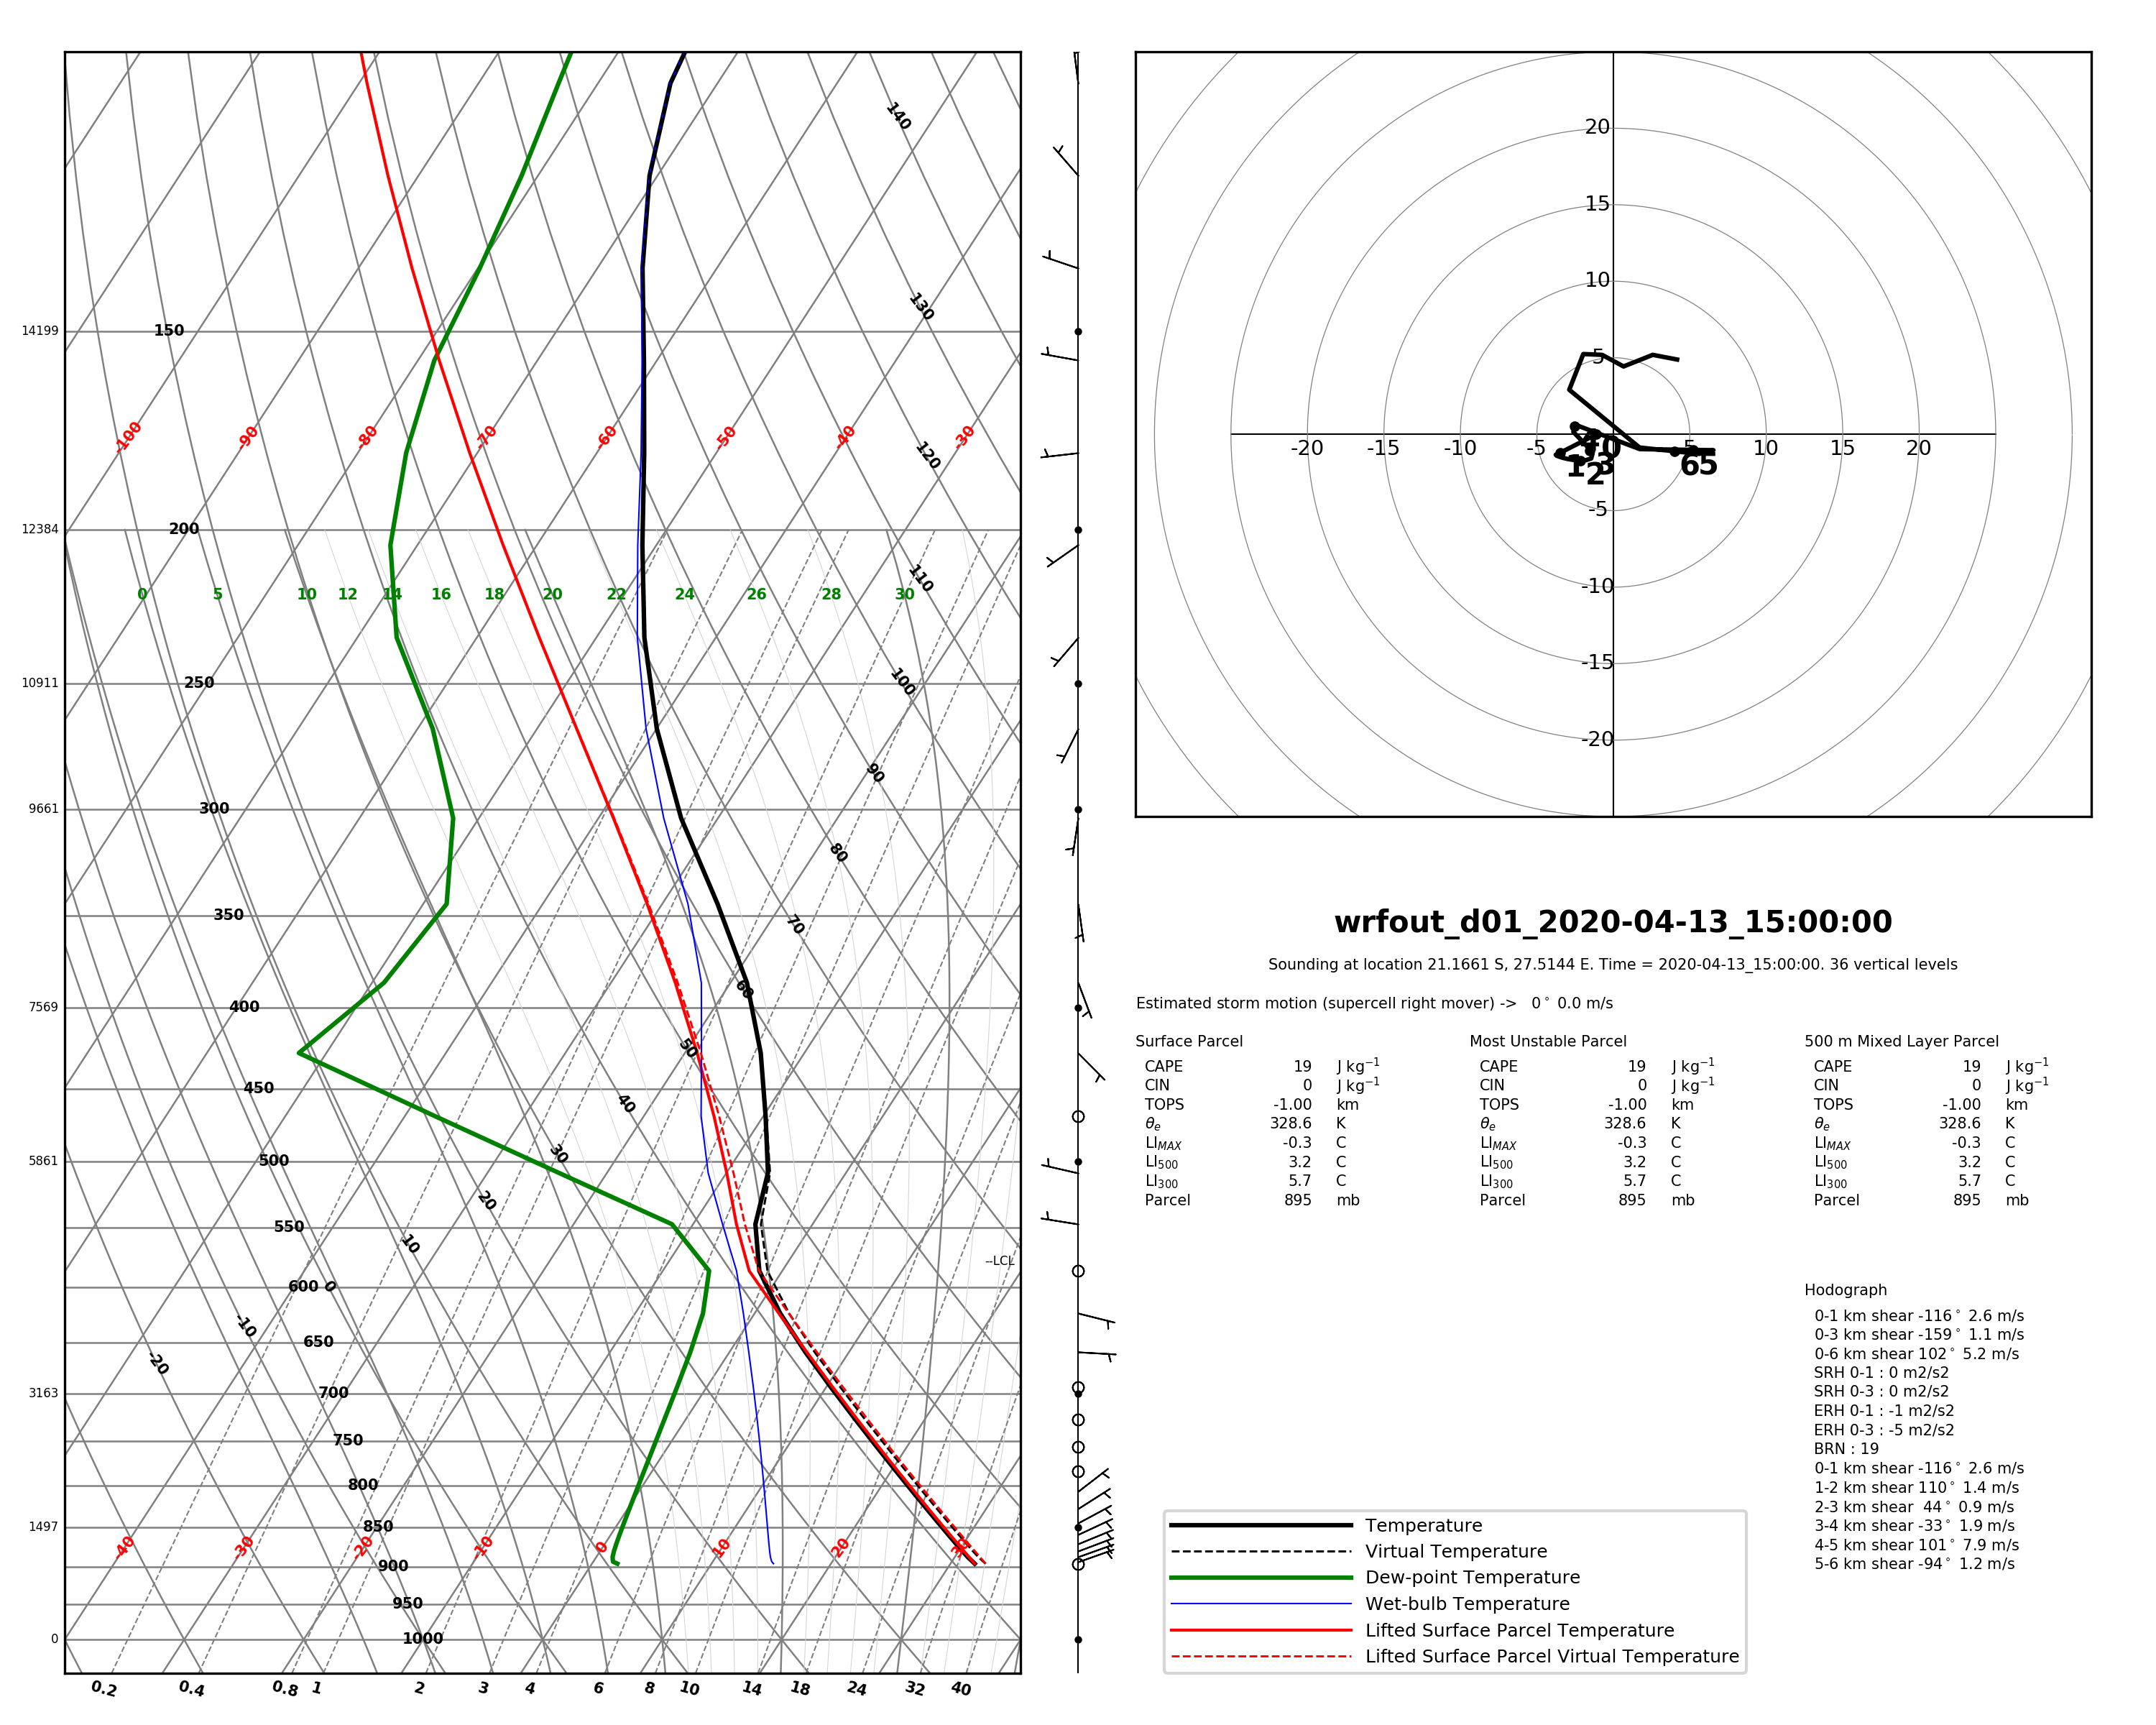 140
130
14199 150
-100 -90 -80 -70 -60 -50 -40 -30
120
12384 200
110
0 5 10 12 14 16 18 20 22 24 26 28 30
100
10911 250
90
9661 300
80
350
70
60
7569 400
50
450
40
5861 500
30
20
550
10
--LCL
600 0
-10
650
-20
3163 700
750
800
1497 850
-40 -30 -20 -10 0 10 20 30
900
950
0 1000
0.2 0.4 0.8 1 2 3 4 6 8 10 14 18 24 32 40
20
15
10
5
-20 -15 -10 -5 5 10 15 20
0 1 2 3 4 5 6
-5
-10
-15
-20
wrfout_d01_2020-04-13_15:00:00
Sounding at location 21.1661 S, 27.5144 E. Time = 2020-04-13_15:00:00. 36 vertical levels
Estimated storm motion (supercell right mover) -> 0° 0.0 m/s
Surface Parcel
CAPE 19 J kg⁻¹
CIN 0 J kg⁻¹
TOPS -1.00 km
θe 328.6 K
LIMAX -0.3 C
LI500 3.2 C
LI300 5.7 C
Parcel 895 mb
Most Unstable Parcel
CAPE 19 J kg⁻¹
CIN 0 J kg⁻¹
TOPS -1.00 km
θe 328.6 K
LIMAX -0.3 C
LI500 3.2 C
LI300 5.7 C
Parcel 895 mb
500 m Mixed Layer Parcel
CAPE 19 J kg⁻¹
CIN 0 J kg⁻¹
TOPS -1.00 km
θe 328.6 K
LIMAX -0.3 C
LI500 3.2 C
LI300 5.7 C
Parcel 895 mb
Hodograph
0-1 km shear -116° 2.6 m/s
0-3 km shear -159° 1.1 m/s
0-6 km shear 102° 5.2 m/s
SRH 0-1 : 0 m2/s2
SRH 0-3 : 0 m2/s2
ERH 0-1 : -1 m2/s2
ERH 0-3 : -5 m2/s2
BRN : 19
0-1 km shear -116° 2.6 m/s
1-2 km shear 110° 1.4 m/s
2-3 km shear 44° 0.9 m/s
3-4 km shear -33° 1.9 m/s
4-5 km shear 101° 7.9 m/s
5-6 km shear -94° 1.2 m/s
Temperature
Virtual Temperature
Dew-point Temperature
Wet-bulb Temperature
Lifted Surface Parcel Temperature
Lifted Surface Parcel Virtual Temperature